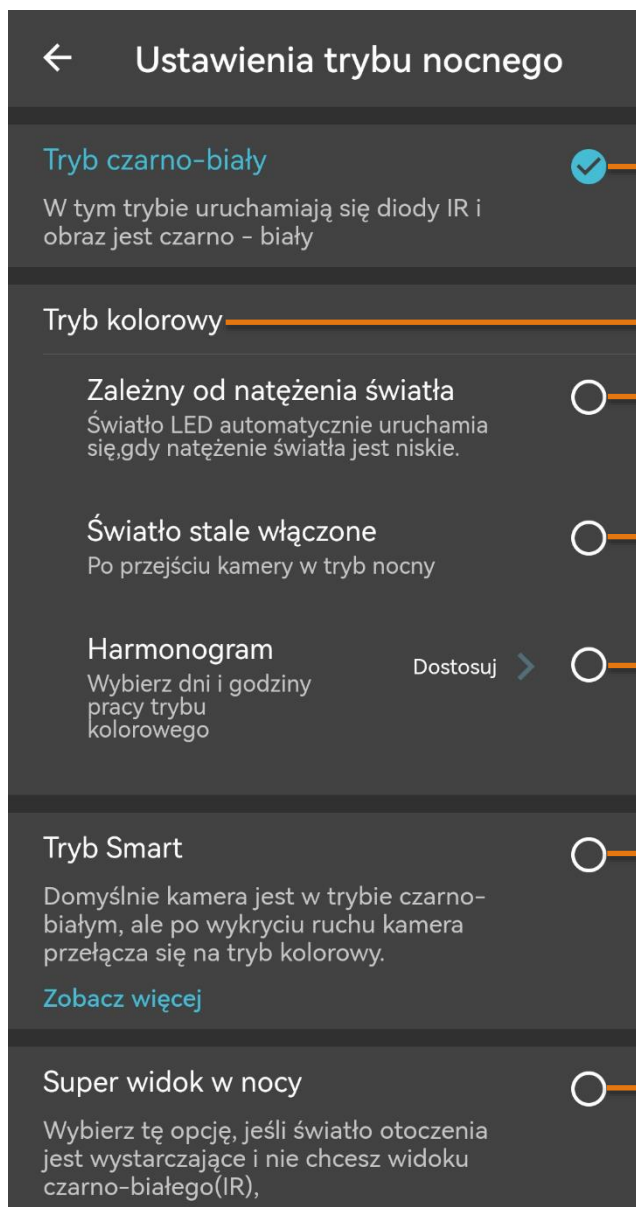 Ustawienia trybu nocnego
Tryb czarno-biały
W tym trybie uruchamiają się diody IR i
obraz jest czarno - biały
Tryb kolorowy
Zależny od natężenia światła
Światło LED automatycznie uruchamia
się,gdy natężenie światła jest niskie.
Światło stale włączone
Po przejściu kamery w tryb nocny
Harmonogram
Dostosuj
Wybierz dni i godziny
pracy trybu
kolorowego
Tryb Smart
Domyślnie kamera jest w trybie czarno-
białym, ale po wykryciu ruchu kamera
przełącza się na tryb kolorowy.
Zobacz więcej
Super widok w nocy
Wybierz tę opcję, jeśli światło otoczenia
jest wystarczające i nie chcesz widoku
czarno-białego(IR),